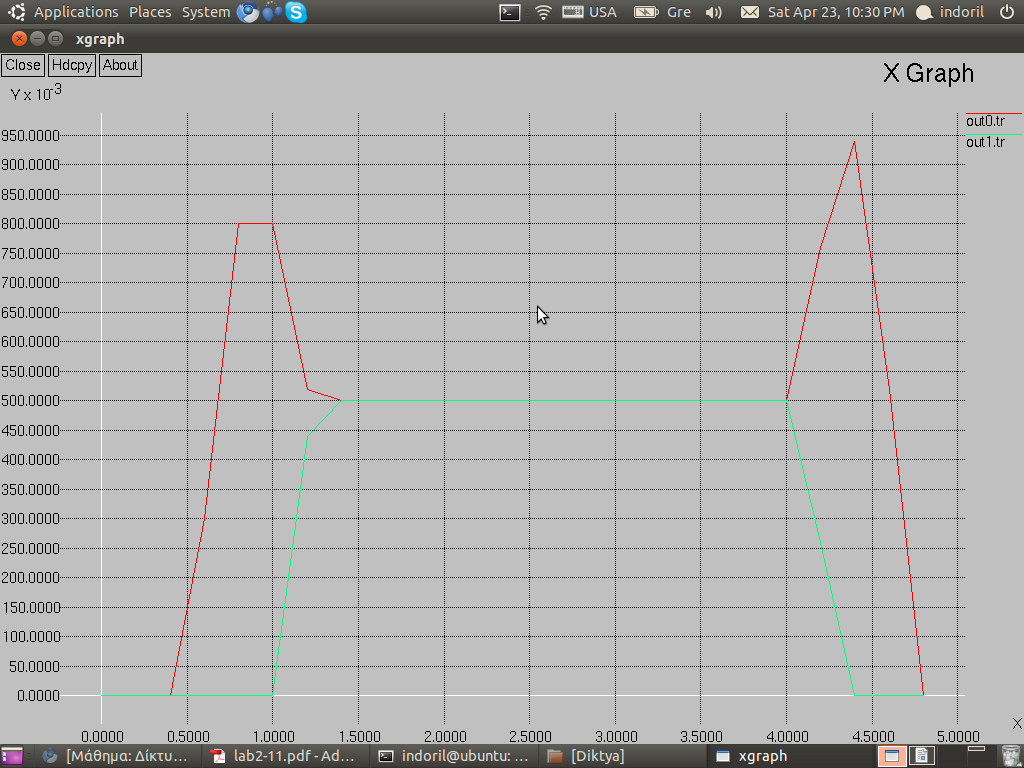 Applications Places System USA Gre Sat Apr 23, 10:30 PM indoril
xgraph
Close Hdcpy About
X Graph
Y x 10-3
out0.tr
out1.tr
950.0000
900.0000
850.0000
800.0000
750.0000
700.0000
650.0000
600.0000
550.0000
500.0000
450.0000
400.0000
350.0000
300.0000
250.0000
200.0000
150.0000
100.0000
50.0000
0.0000
X
0.0000 0.5000 1.0000 1.5000 2.0000 2.5000 3.0000 3.5000 4.0000 4.5000 5.0000
[Μάθημα: Δίκτυ... lab2-11.pdf - Ad... indoril@ubuntu: ... [Diktya] xgraph